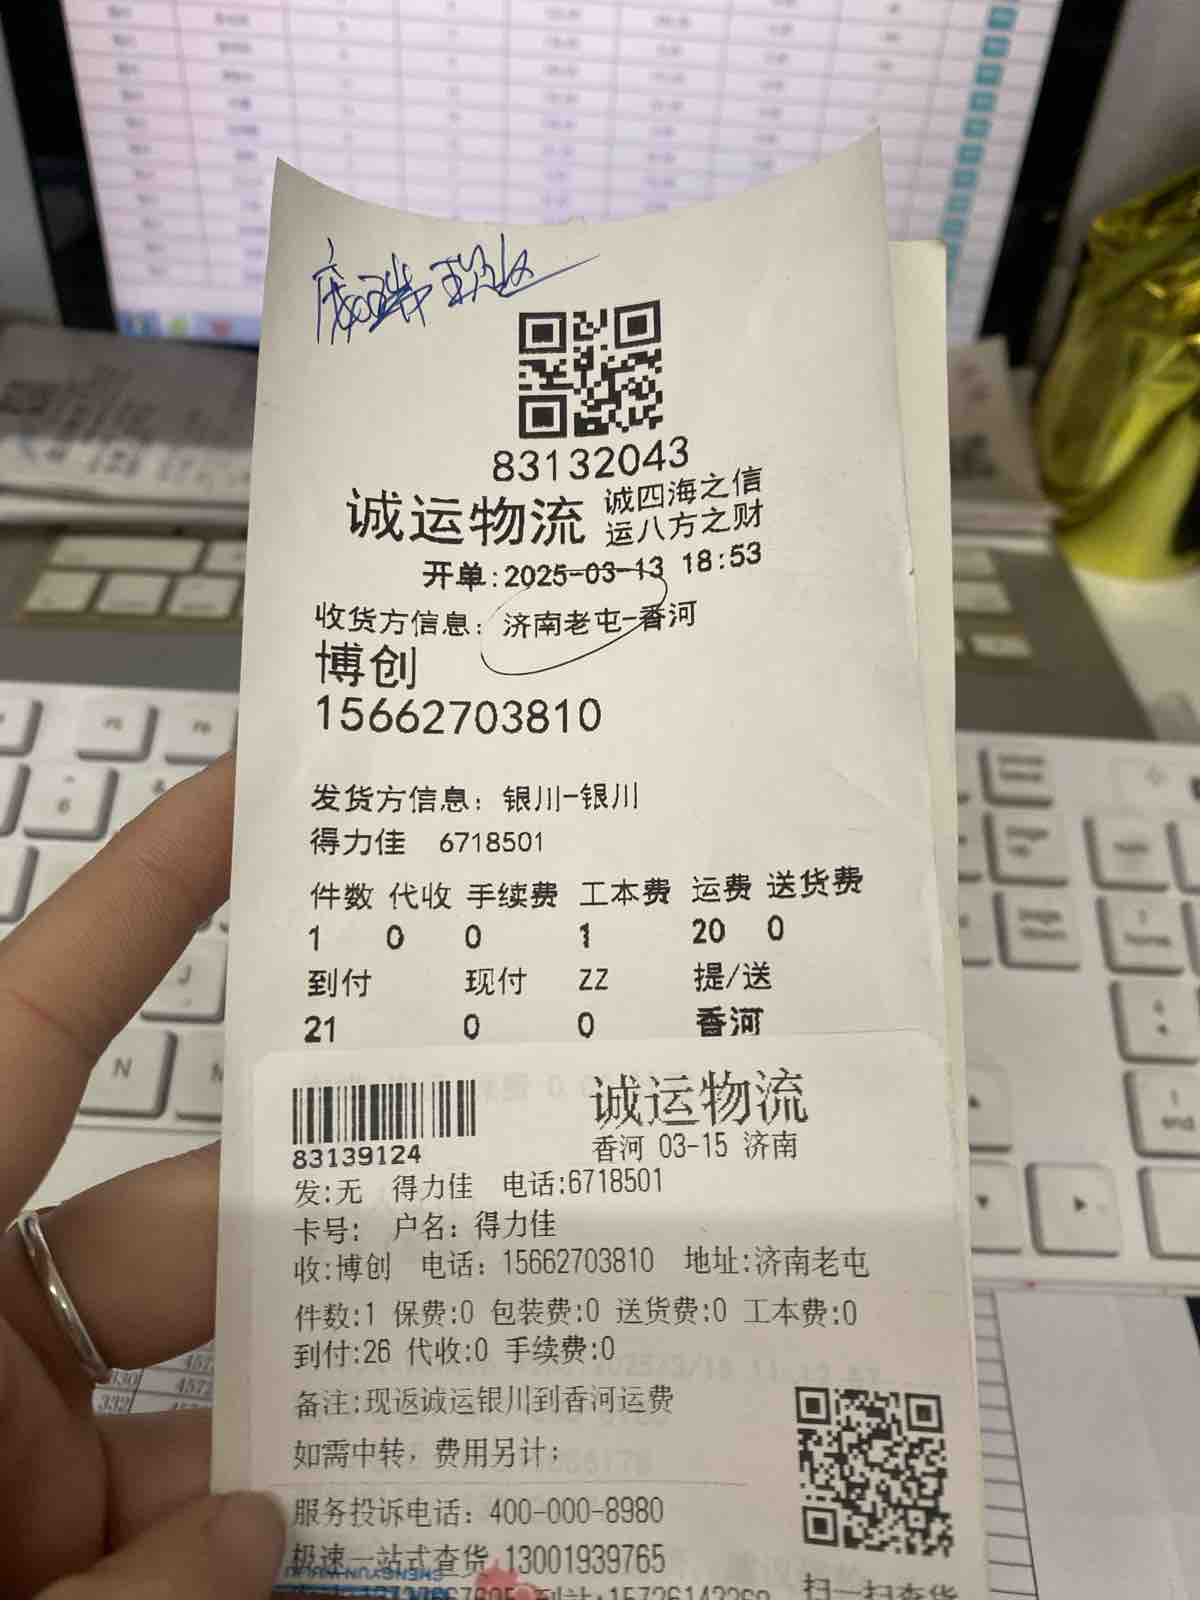 83132043
诚运物流 诚四海之信
运八方之财
开单:2025-03-13 18:53
收货方信息: 济南老屯-香河
博创
15662703810
发货方信息: 银川-银川
得力佳 6718501
件数 代收 手续费 工本费 运费 送货费
1 0 0 1 20 0
到付 现付 ZZ 提/送
21 0 0 香河
诚运物流
83139124
香河 03-15 济南
发:无 得力佳 电话:6718501
卡号: 户名: 得力佳
收:博创 电话: 15662703810 地址:济南老屯
件数:1 保费:0 包装费:0 送货费:0 工本费:0
到付:26 代收:0 手续费:0
备注:现返诚运银川到香河运费
如需中转, 费用另计;
服务投诉电话: 400-000-8980
极速一站式查货 13001939765
扫一扫查货